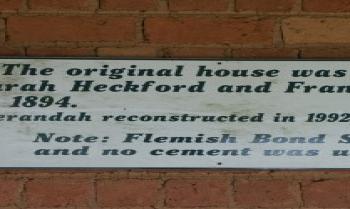 The original house was
arah Heckford and Fran
1894.
erandah reconstructed in 1992
Note: Flemish Bond S
and no cement was u